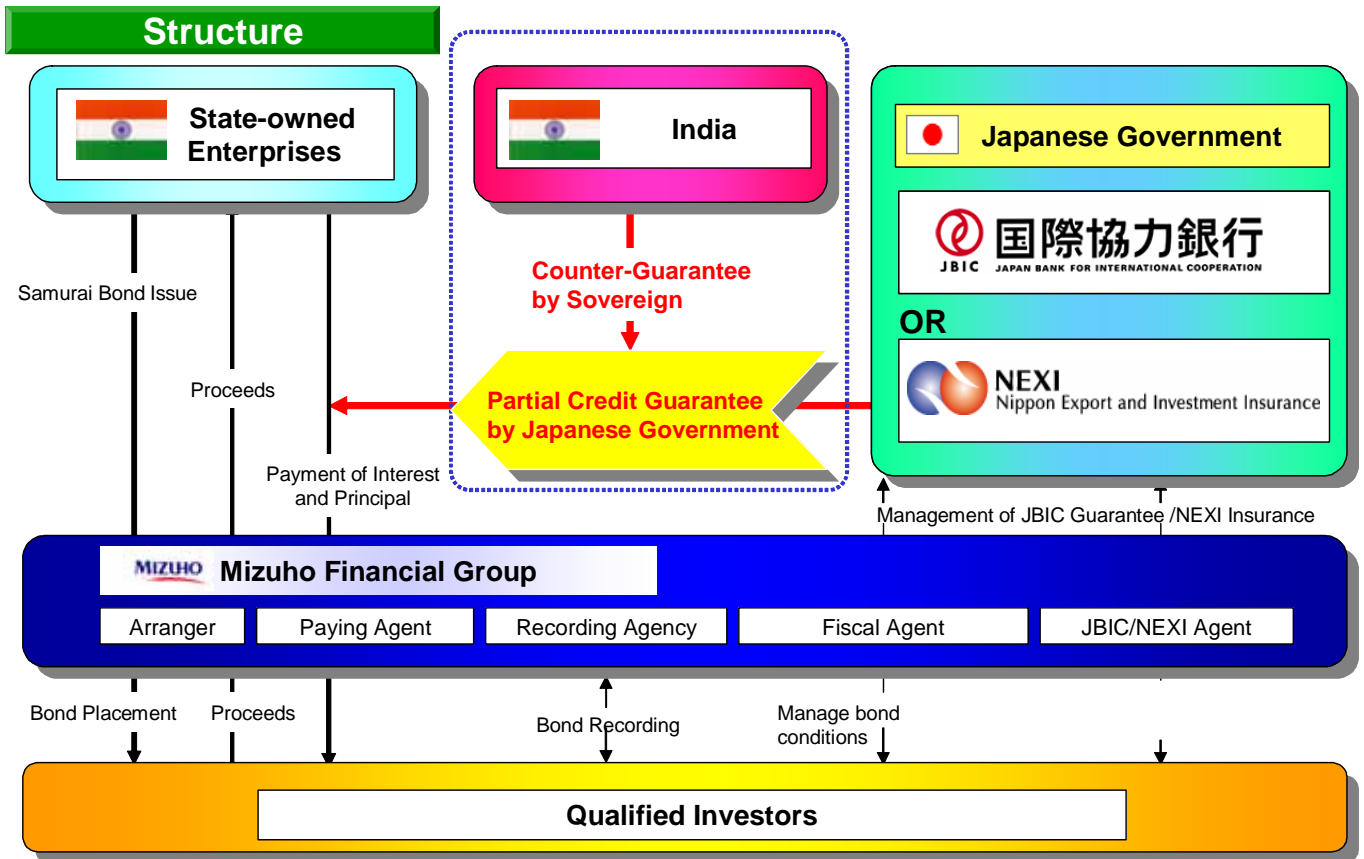 Structure
State-owned
Enterprises
India
Japanese Government
国際協力銀行
JBIC JAPAN BANK FOR INTERNATIONAL COOPERATION
OR
NEXI
Nippon Export and Investment Insurance
Counter-Guarantee
by Sovereign
Samurai Bond Issue
Proceeds
Partial Credit Guarantee
by Japanese Government
Payment of Interest
and Principal
Management of JBIC Guarantee /NEXI Insurance
MIZUHO Mizuho Financial Group
Arranger
Paying Agent
Recording Agency
Fiscal Agent
JBIC/NEXI Agent
Bond Placement
Proceeds
Bond Recording
Manage bond
conditions
Qualified Investors